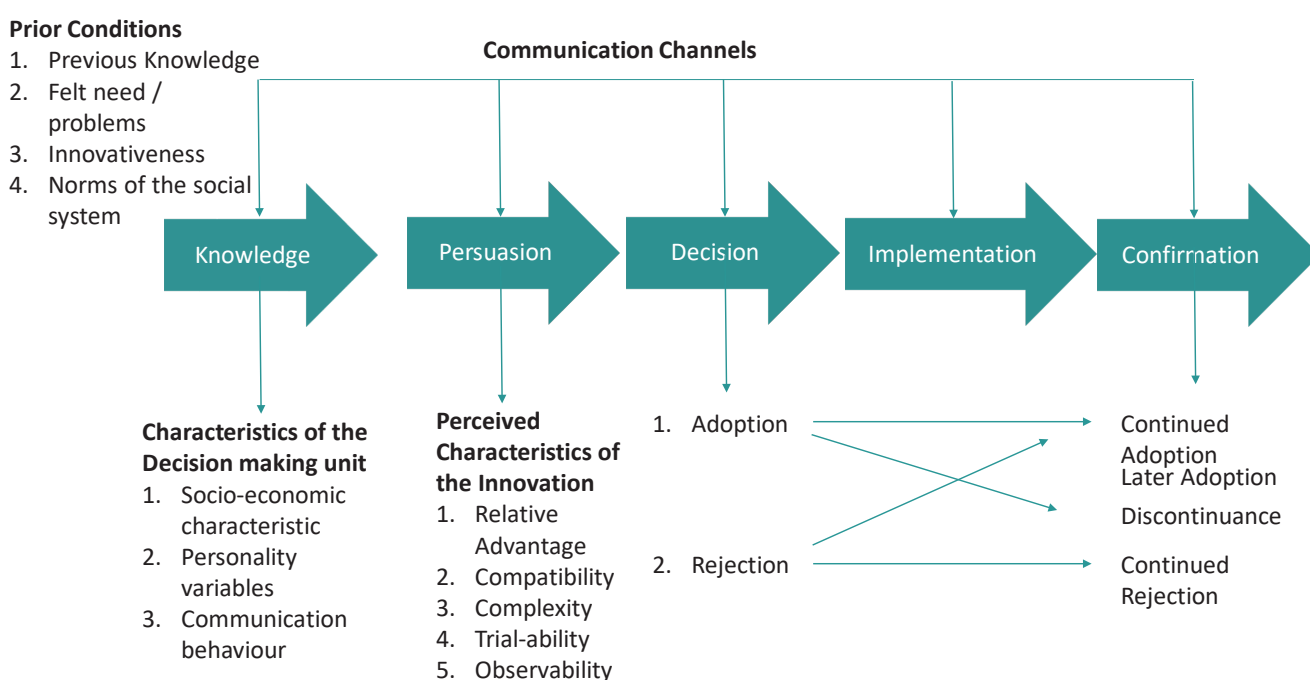 Prior Conditions
1. Previous Knowledge
2. Felt need /
problems
3. Innovativeness
4. Norms of the social
system
Communication Channels
Knowledge
Persuasion
Decision
Implementation
Confirmation
Characteristics of the
Decision making unit
1. Socio-economic
characteristic
2. Personality
variables
3. Communication
behaviour
Perceived
Characteristics of
the Innovation
1. Relative
Advantage
2. Compatibility
3. Complexity
4. Trial-ability
5. Observability
1. Adoption
2. Rejection
Continued
Adoption
Later Adoption
Discontinuance
Continued
Rejection